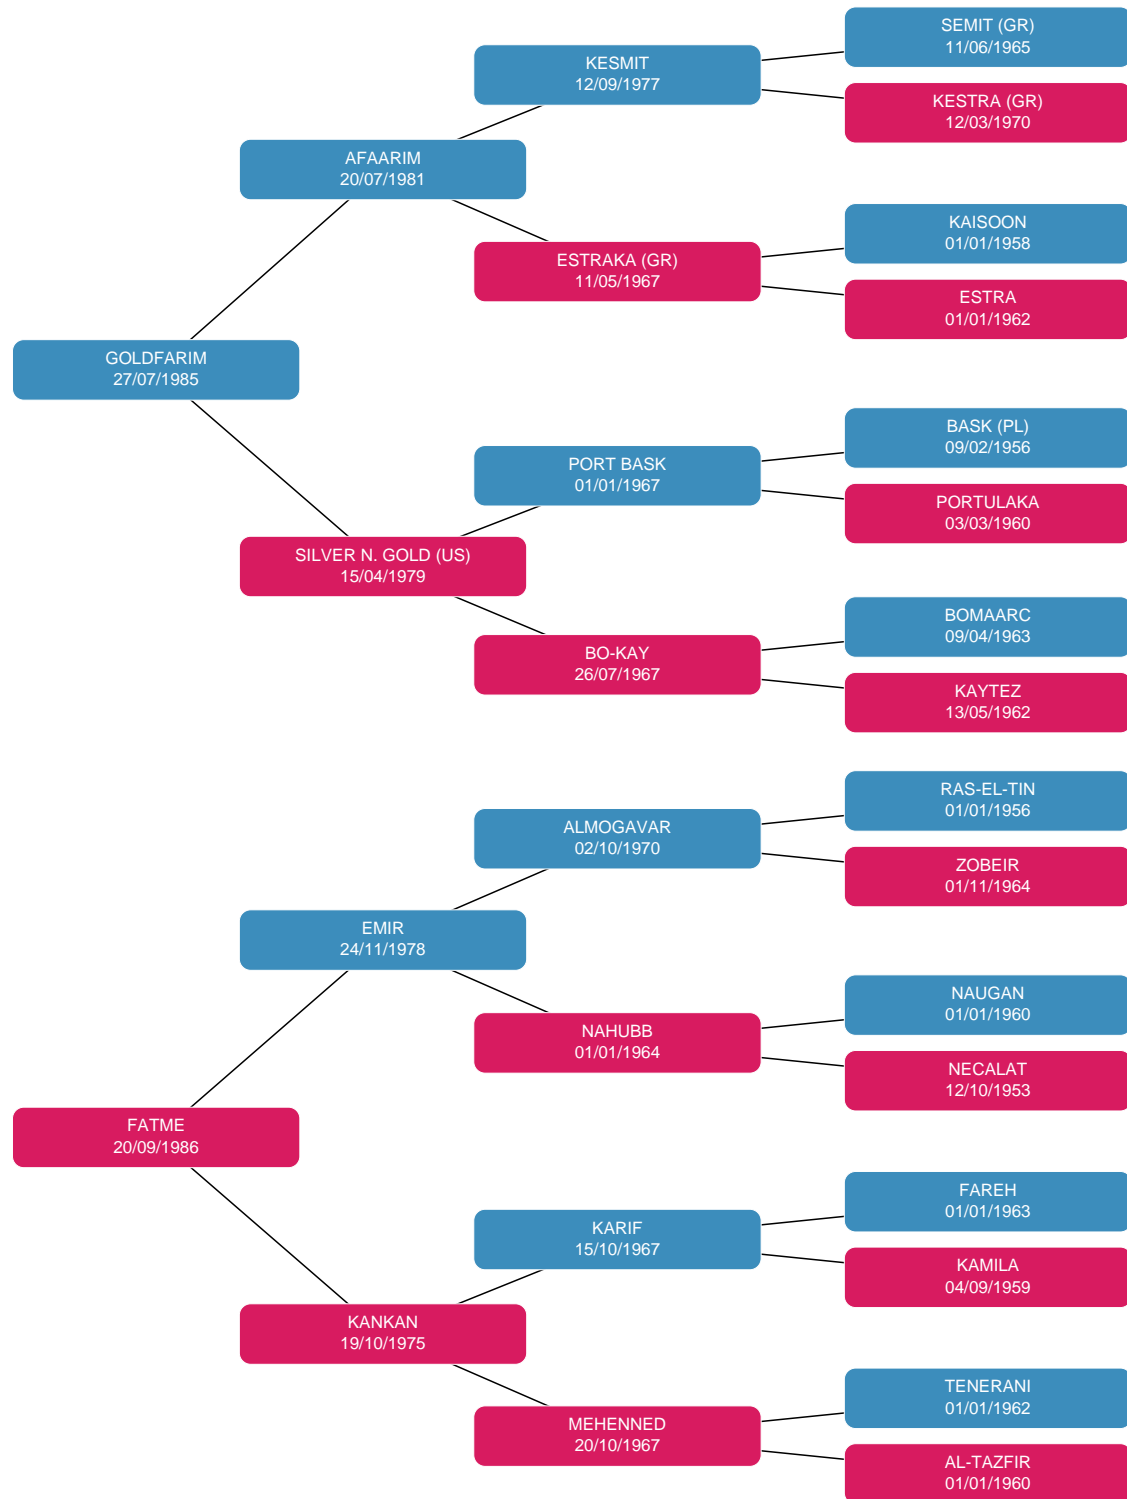 SEMIT (GR)
11/06/1965
KESMIT
12/09/1977
KESTRA (GR)
12/03/1970
AFAARIM
20/07/1981
KAISOON
01/01/1958
ESTRAKA (GR)
11/05/1967
ESTRA
01/01/1962
GOLDFARIM
27/07/1985
BASK (PL)
09/02/1956
PORT BASK
01/01/1967
PORTULAKA
03/03/1960
SILVER N. GOLD (US)
15/04/1979
BOMAARC
09/04/1963
BO-KAY
26/07/1967
KAYTEZ
13/05/1962
RAS-EL-TIN
01/01/1956
ALMOGAVAR
02/10/1970
ZOBEIR
01/11/1964
EMIR
24/11/1978
NAUGAN
01/01/1960
NAHUBB
01/01/1964
NECALAT
12/10/1953
FATME
20/09/1986
FAREH
01/01/1963
KARIF
15/10/1967
KAMILA
04/09/1959
KANKAN
19/10/1975
TENERANI
01/01/1962
MEHENNED
20/10/1967
AL-TAZFIR
01/01/1960